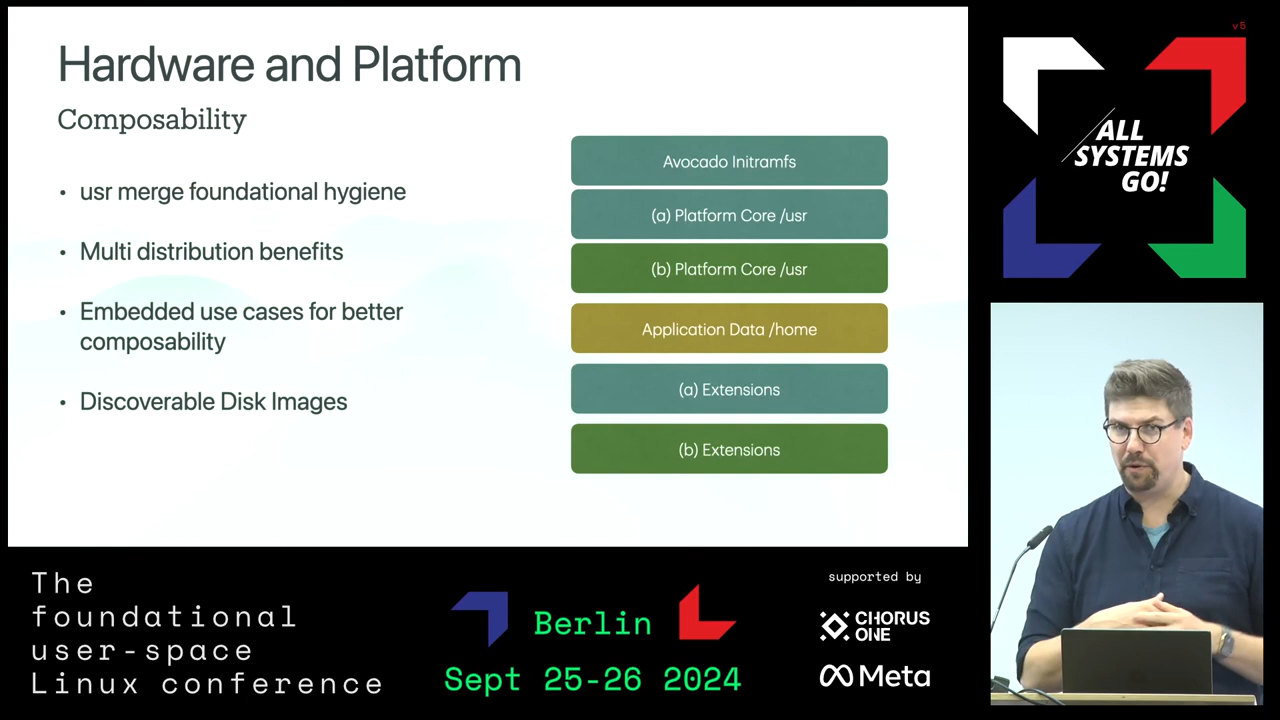 Hardware and Platform
Composability
• usr merge foundational hygiene
• Multi distribution benefits
• Embedded use cases for better
composability
• Discoverable Disk Images
Avocado Initramfs
(a) Platform Core /usr
(b) Platform Core /usr
Application Data /home
(a) Extensions
(b) Extensions
v5
ALL
SYSTEMS
GO!
The
foundational
user-space
Linux conference
Berlin
Sept 25-26 2024
supported by
CHORUS
ONE
Meta